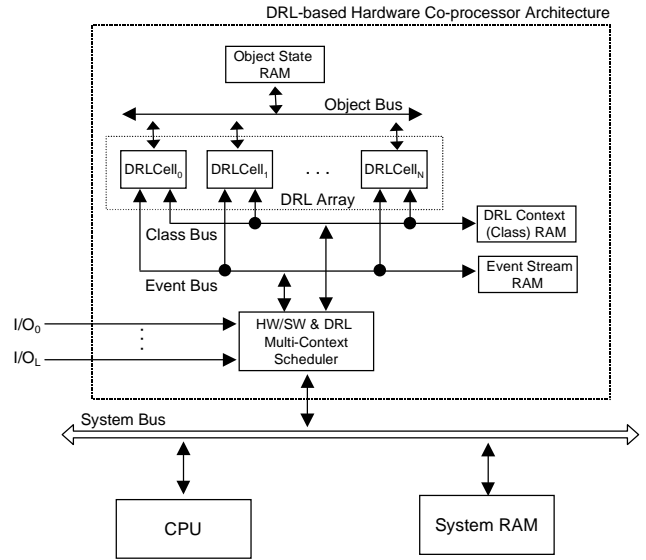 DRL-based Hardware Co-processor Architecture
Object State
RAM
Object Bus
DRLCell₀
DRLCell₁
. . .
DRLCell_N
DRL Array
Class Bus
DRL Context
(Class) RAM
Event Bus
Event Stream
RAM
I/O₀
I/O_L
HW/SW & DRL
Multi-Context
Scheduler
System Bus
CPU
System RAM